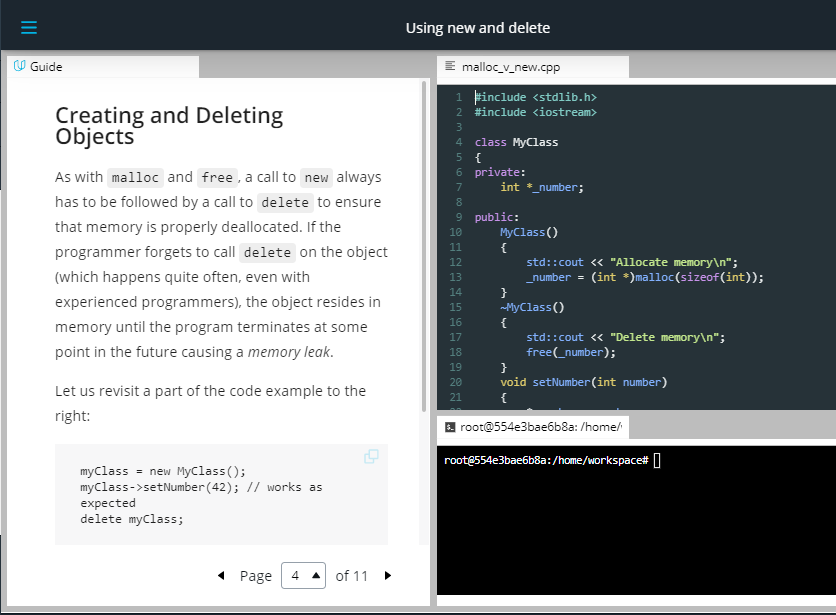 Using new and delete
Guide
Creating and Deleting
Objects
As with malloc and free, a call to new always
has to be followed by a call to delete to ensure
that memory is properly deallocated. If the
programmer forgets to call delete on the object
(which happens quite often, even with
experienced programmers), the object resides in
memory until the program terminates at some
point in the future causing a memory leak.
Let us revisit a part of the code example to the
right:
myClass = new MyClass();
myClass->setNumber(42); // works as
expected
delete myClass;
Page 4 of 11
malloc_v_new.cpp
1 #include <stdlib.h>
2 #include <iostream>
3
4 class MyClass
5 {
6 private:
7 int *_number;
8
9 public:
10 MyClass()
11 {
12 std::cout << "Allocate memory\n";
13 _number = (int *)malloc(sizeof(int));
14 }
15 ~MyClass()
16 {
17 std::cout << "Delete memory\n";
18 free(_number);
19 }
20 void setNumber(int number)
21 {
root@554e3bae6b8a: /home/
root@554e3bae6b8a:/home/workspace#